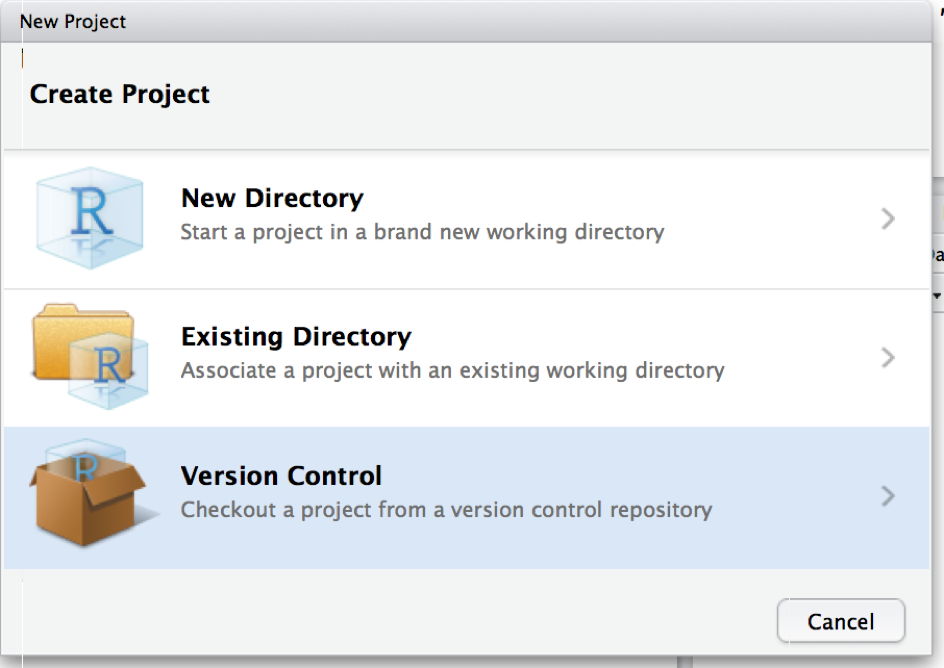 New Project
Create Project
R
New Directory
Start a project in a brand new working directory
R
Existing Directory
Associate a project with an existing working directory
R
Version Control
Checkout a project from a version control repository
Cancel